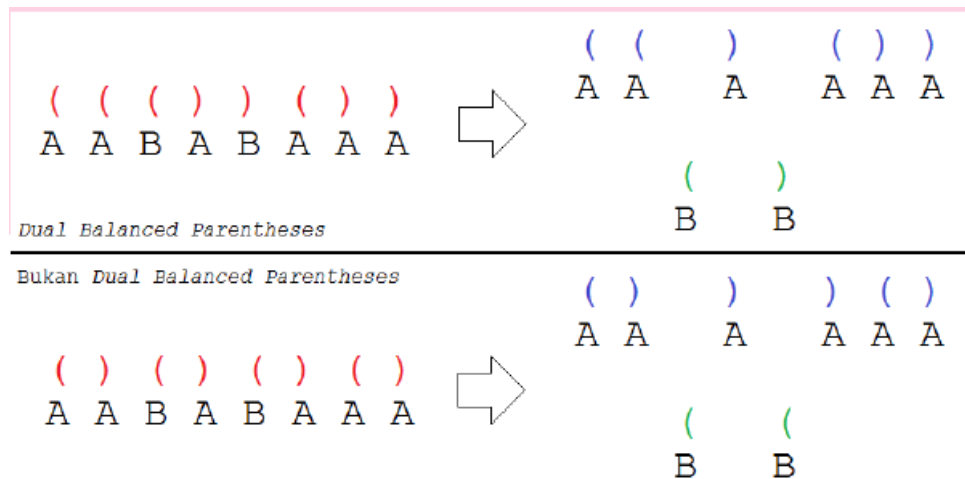 ( ( ( ) ) ( ) )
A A B A B A A A
( ( ) ( ) )
A A A A A A
( )
B B
Dual Balanced Parentheses
Bukan Dual Balanced Parentheses
( ) ( ) ( ) ( )
A A B A B A A A
( ) ) ) ( )
A A A A A A
( (
B B